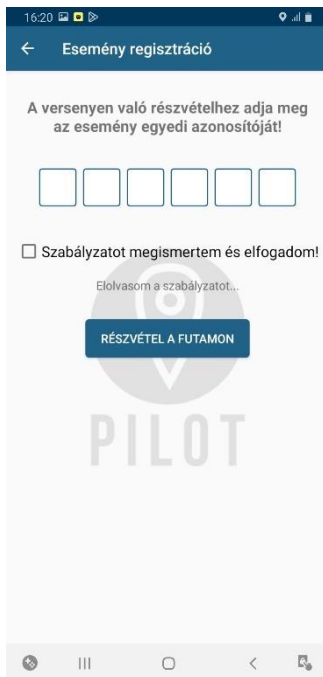 16:20
Esemény regisztráció
A versenyen való részvételhez adja meg
az esemény egyedi azonosítóját!
Szabályzatot megismertem és elfogadom!
Elolvasom a szabályzatot...
RÉSZVÉTEL A FUTAMON
PILOT